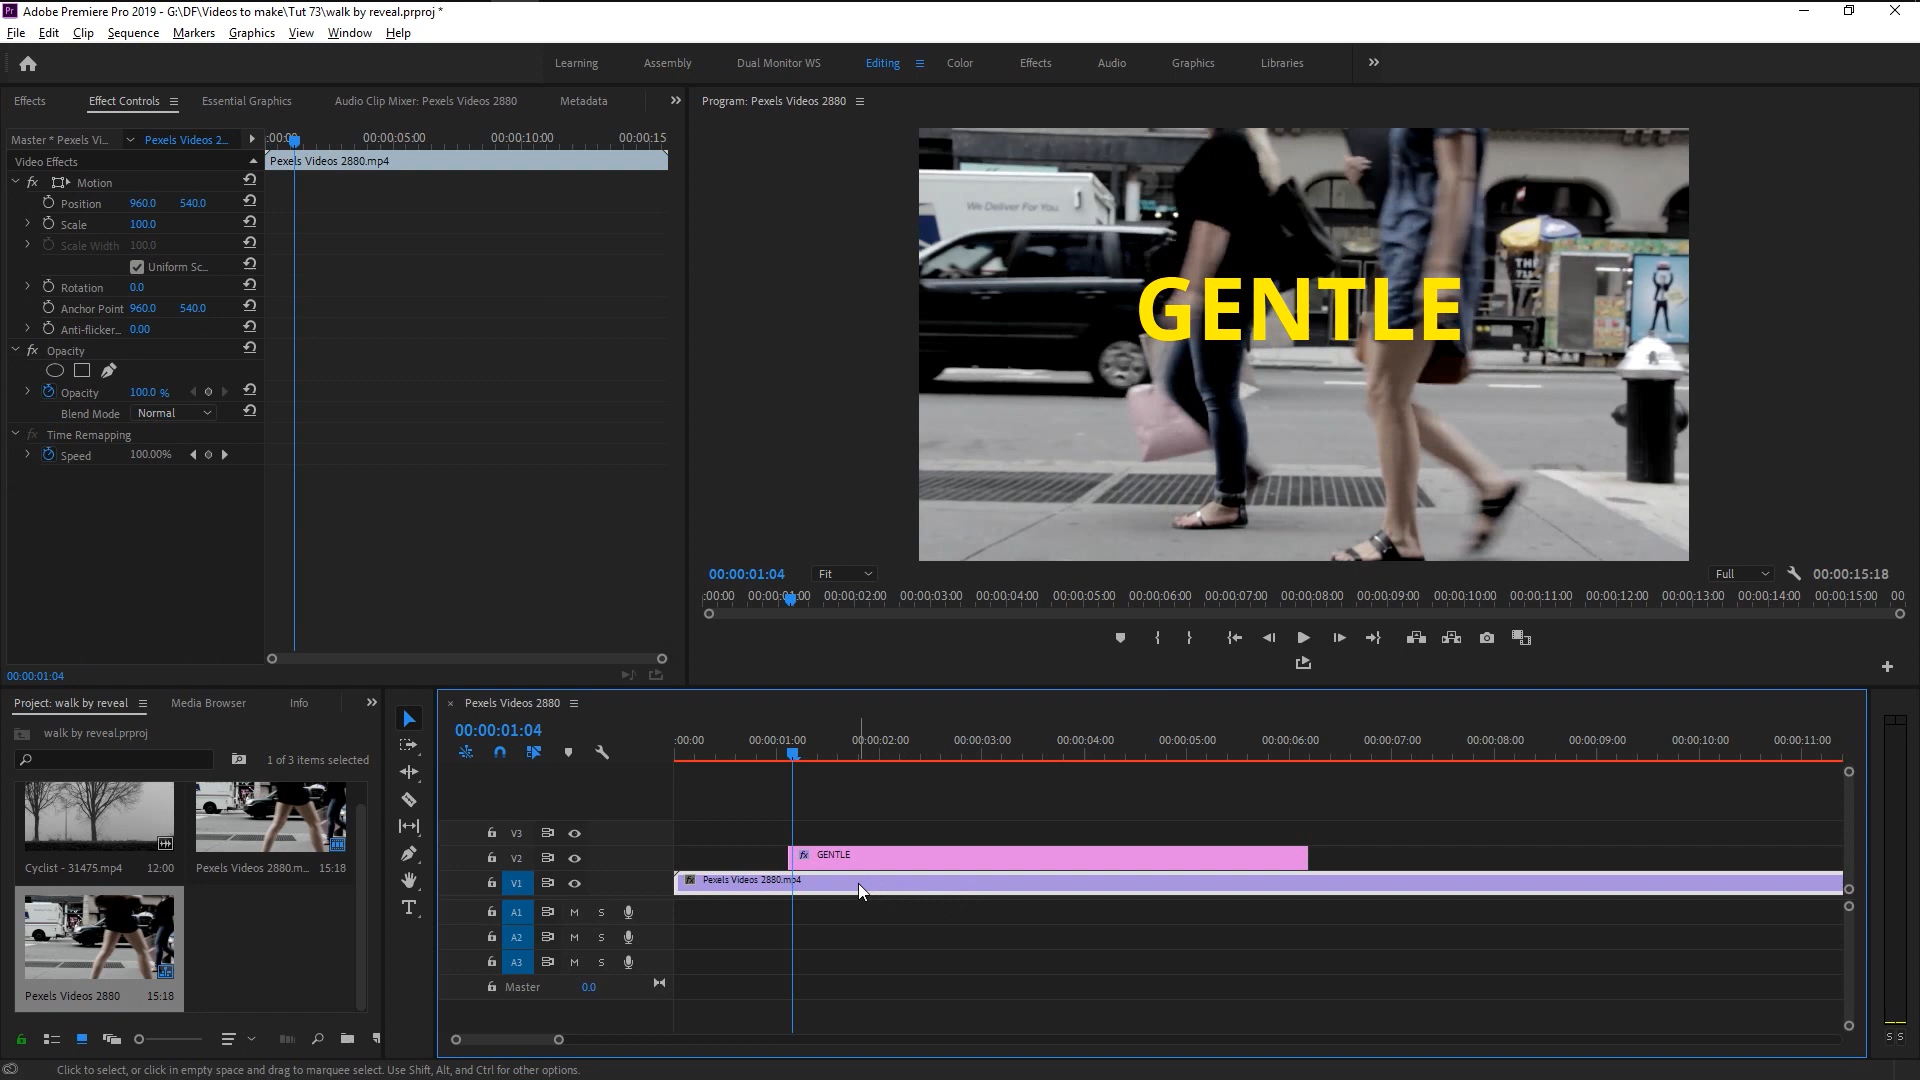 Adobe Premiere Pro 2019 - G:\DF\Videos to make\Tut 73\walk by reveal.prproj *
File Edit Clip Sequence Markers Graphics View Window Help
Learning Assembly Dual Monitor WS Editing Color Effects Audio Graphics Libraries
Effects Effect Controls Essential Graphics Audio Clip Mixer: Pexels Videos 2880 Metadata
Program: Pexels Videos 2880
Master * Pexels Vi... Pexels Videos 2...
:00:00 00:00:05:00 00:00:10:00 00:00:15
Video Effects
Pexels Videos 2880.mp4
fx Motion
Position 960.0 540.0
Scale 100.0
Scale Width 100.0
Uniform Sc...
Rotation 0.0
Anchor Point 960.0 540.0
Anti-flicker... 0.00
fx Opacity
Opacity 100.0 %
Blend Mode Normal
fx Time Remapping
Speed 100.00%
00:00:01:04
We Deliver For You.
GENTLE
00:00:01:04 Fit Full 00:00:15:18
:00:00 00:00:01:00 00:00:02:00 00:00:03:00 00:00:04:00 00:00:05:00 00:00:06:00 00:00:07:00 00:00:08:00 00:00:09:00 00:00:10:00 00:00:11:00 00:00:12:00 00:00:13:00 00:00:14:00 00:00:15:00 00
Project: walk by reveal Media Browser Info
walk by reveal.prproj
1 of 3 items selected
Cyclist - 31475.mp4 12:00
Pexels Videos 2880.m... 15:18
Pexels Videos 2880 15:18
Pexels Videos 2880
00:00:01:04
:00:00 00:00:01:00 00:00:02:00 00:00:03:00 00:00:04:00 00:00:05:00 00:00:06:00 00:00:07:00 00:00:08:00 00:00:09:00 00:00:10:00 00:00:11:00
V3
V2 fx GENTLE
V1 fx Pexels Videos 2880.mp4
A1 M S
A2 M S
A3 M S
Master 0.0
S S
Click to select, or click in empty space and drag to marquee select. Use Shift, Alt, and Ctrl for other options.